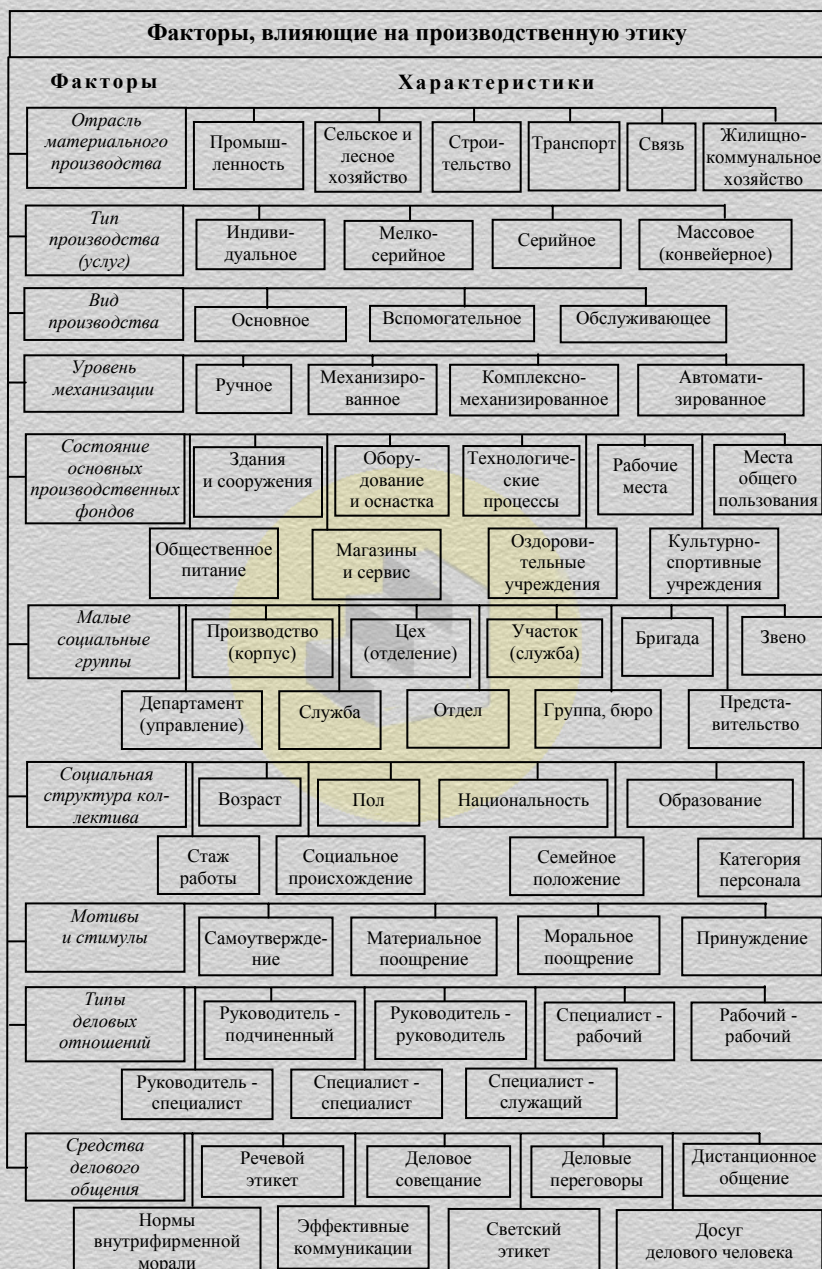 Факторы, влияющие на производственную этику
Факторы Характеристики
Отрасль
материального
производства
Промыш-
ленность
Сельское и
лесное
хозяйство
Строи-
тельство
Транспорт
Связь
Жилищно-
коммунальное
хозяйство
Тип
производства
(услуг)
Индиви-
дуальное
Мелко-
серийное
Серийное
Массовое
(конвейерное)
Вид
производства
Основное
Вспомогательное
Обслуживающее
Уровень
механизации
Ручное
Механизиро-
ванное
Комплексно-
механизированное
Автомати-
зированное
Состояние
основных
производственных
фондов
Здания
и сооружения
Обору-
дование
и оснастка
Технологиче-
ские
процессы
Рабочие
места
Места
общего
пользования
Общественное
питание
Магазины
и сервис
Оздорови-
тельные
учреждения
Культурно-
спортивные
учреждения
Малые
социальные
группы
Производство
(корпус)
Цех
(отделение)
Участок
(служба)
Бригада
Звено
Департамент
(управление)
Служба
Отдел
Группа, бюро
Предста-
вительство
Социальная
структура кол-
лектива
Возраст
Пол
Национальность
Образование
Стаж
работы
Социальное
происхождение
Семейное
положение
Категория
персонала
Мотивы
и стимулы
Самоутвержде-
ние
Материальное
поощрение
Моральное
поощрение
Принуждение
Типы
деловых
отношений
Руководитель -
подчиненный
Руководитель -
руководитель
Специалист -
рабочий
Рабочий -
рабочий
Руководитель -
специалист
Специалист -
специалист
Специалист -
служащий
Средства
делового
общения
Речевой
этикет
Деловое
совещание
Деловые
переговоры
Дистанционное
общение
Нормы
внутрифирменной
морали
Эффективные
коммуникации
Светский
этикет
Досуг
делового человека